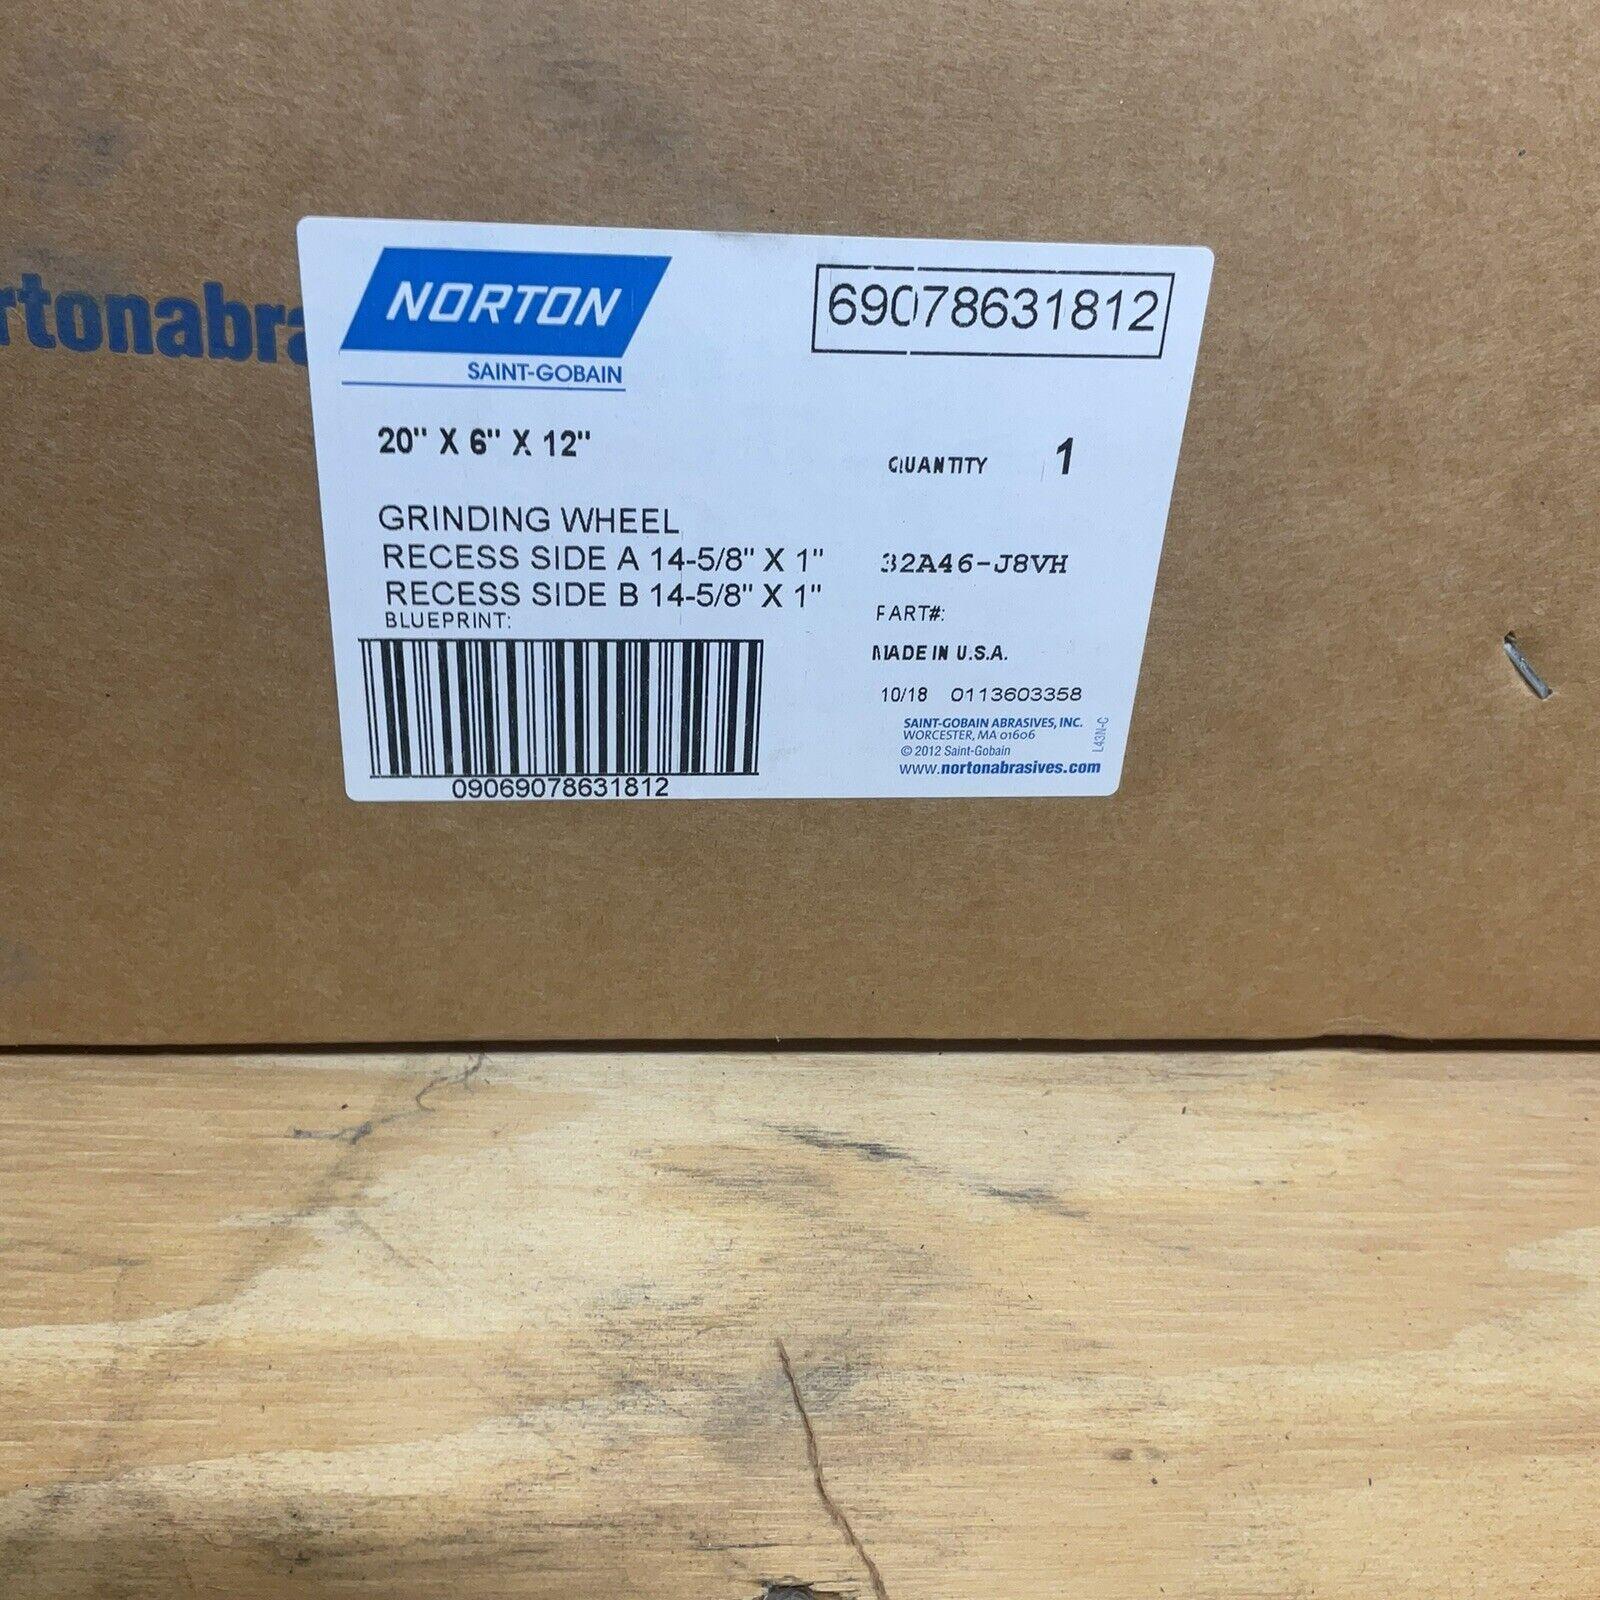 rtonabra
NORTON
SAINT-GOBAIN
69078631812
20" X 6" X 12"
QUANTITY 1
GRINDING WHEEL
RECESS SIDE A 14-5/8" X 1"
32A46-J8VH
RECESS SIDE B 14-5/8" X 1"
BLUEPRINT:
PART#:
MADE IN U.S.A.
10/18 0113603358
SAINT-GOBAIN ABRASIVES, INC.
WORCESTER, MA 01606
© 2012 Saint-Gobain
www.nortonabrasives.com
L43N-C
09069078631812